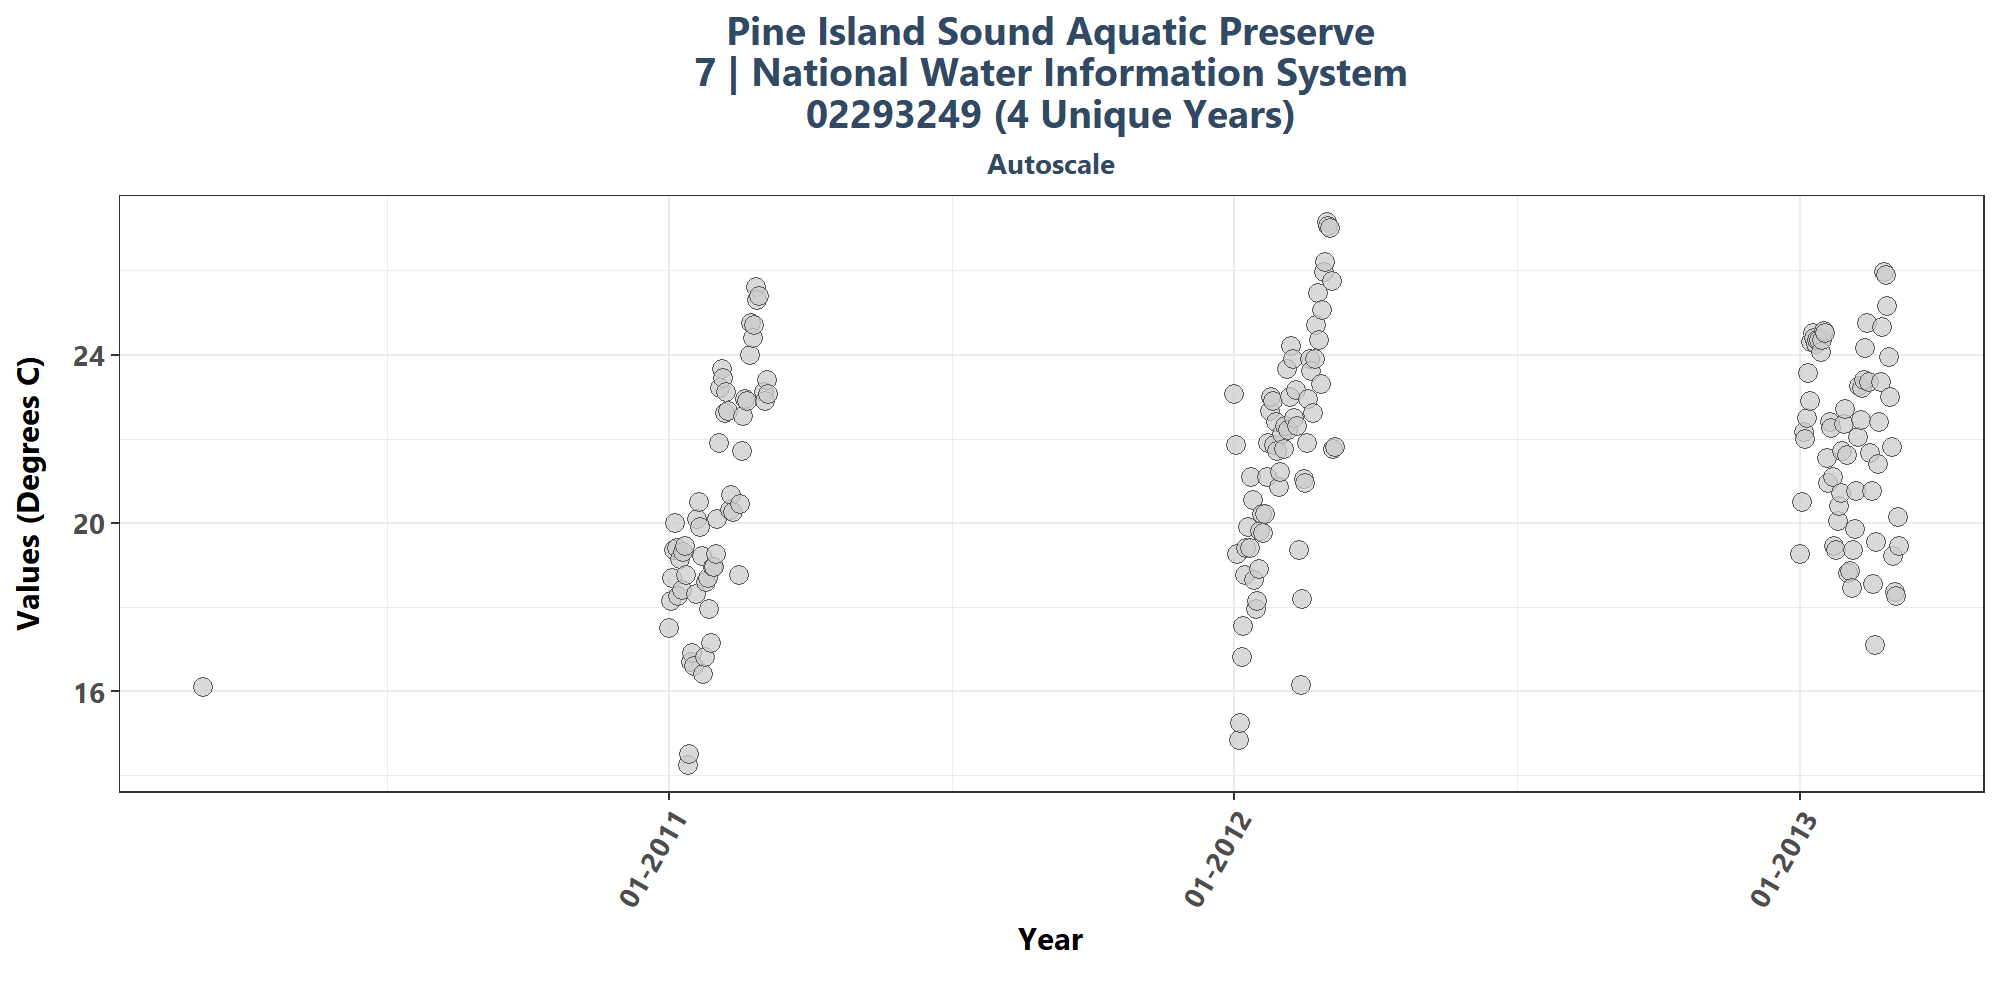 Pine Island Sound Aquatic Preserve
7 | National Water Information System
02293249 (4 Unique Years)
Autoscale
Values (Degrees C)
24
20
16
01-2011
01-2012
01-2013
Year